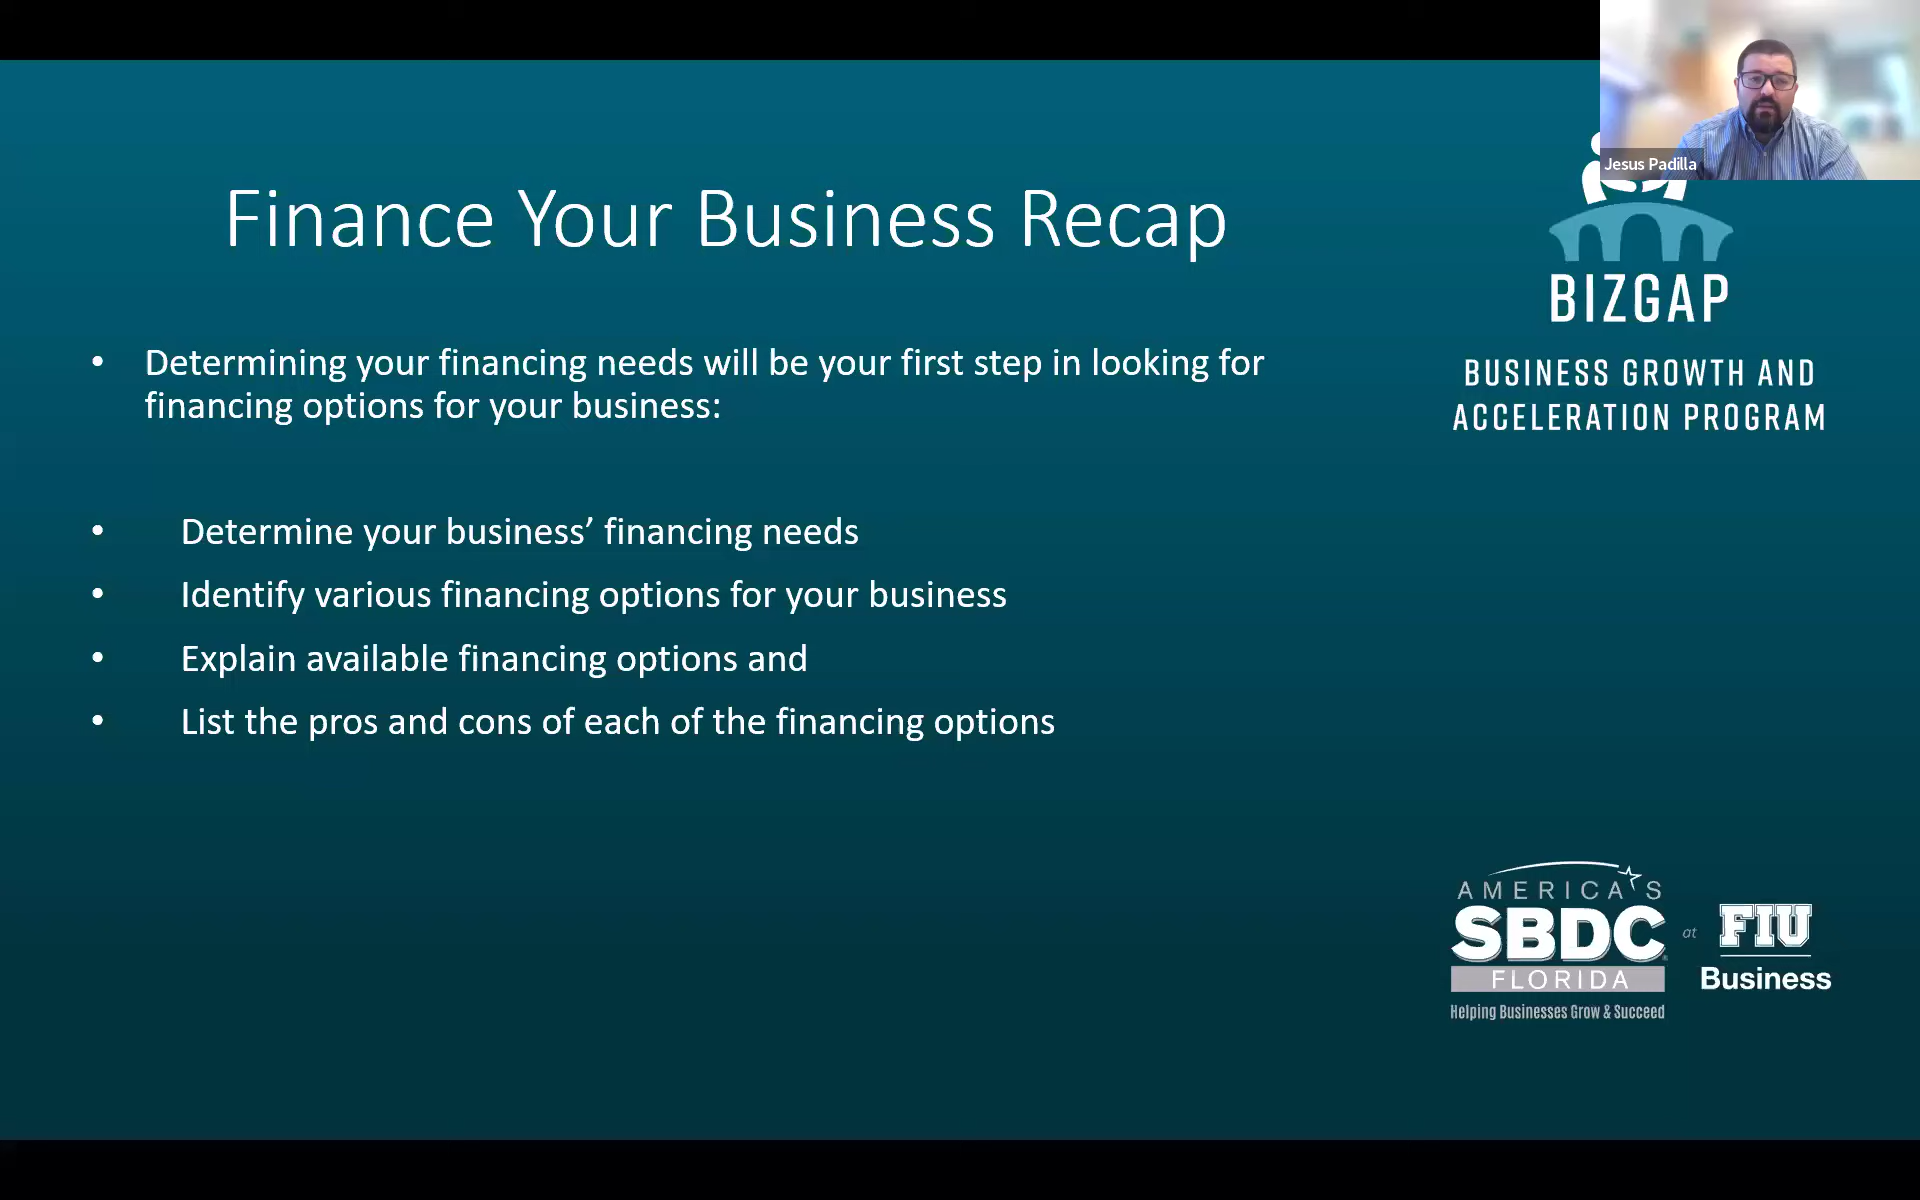 Jesus Padilla
Finance Your Business Recap
• Determining your financing needs will be your first step in looking for
financing options for your business:
• Determine your business’ financing needs
• Identify various financing options for your business
• Explain available financing options and
• List the pros and cons of each of the financing options
BIZGAP
BUSINESS GROWTH AND
ACCELERATION PROGRAM
AMERICA'S
SBDC
FLORIDA
Helping Businesses Grow & Succeed
at
FIU
Business